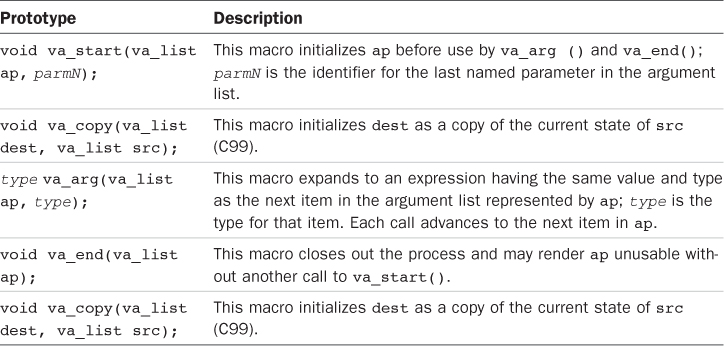 Prototype Description
void va_start(va_list This macro initializes ap before use by va_arg () and va_end();
ap, parmN); parmN is the identifier for the last named parameter in the argument
list.
void va_copy(va_list This macro initializes dest as a copy of the current state of src
dest, va_list src); (C99).
type va_arg(va_list This macro expands to an expression having the same value and type
ap, type); as the next item in the argument list represented by ap; type is the
type for that item. Each call advances to the next item in ap.
void va_end(va_list This macro closes out the process and may render ap unusable with-
ap); out another call to va_start().
void va_copy(va_list This macro initializes dest as a copy of the current state of src
dest, va_list src); (C99).